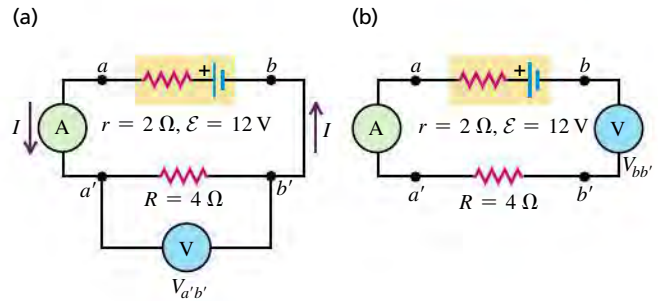 (a)
a
b
+
I
A
r = 2 Ω, ℰ = 12 V
I
a′
b′
R = 4 Ω
V
V_{a′b′}
(b)
a
b
+
A
r = 2 Ω, ℰ = 12 V
V
V_{bb′}
a′
b′
R = 4 Ω